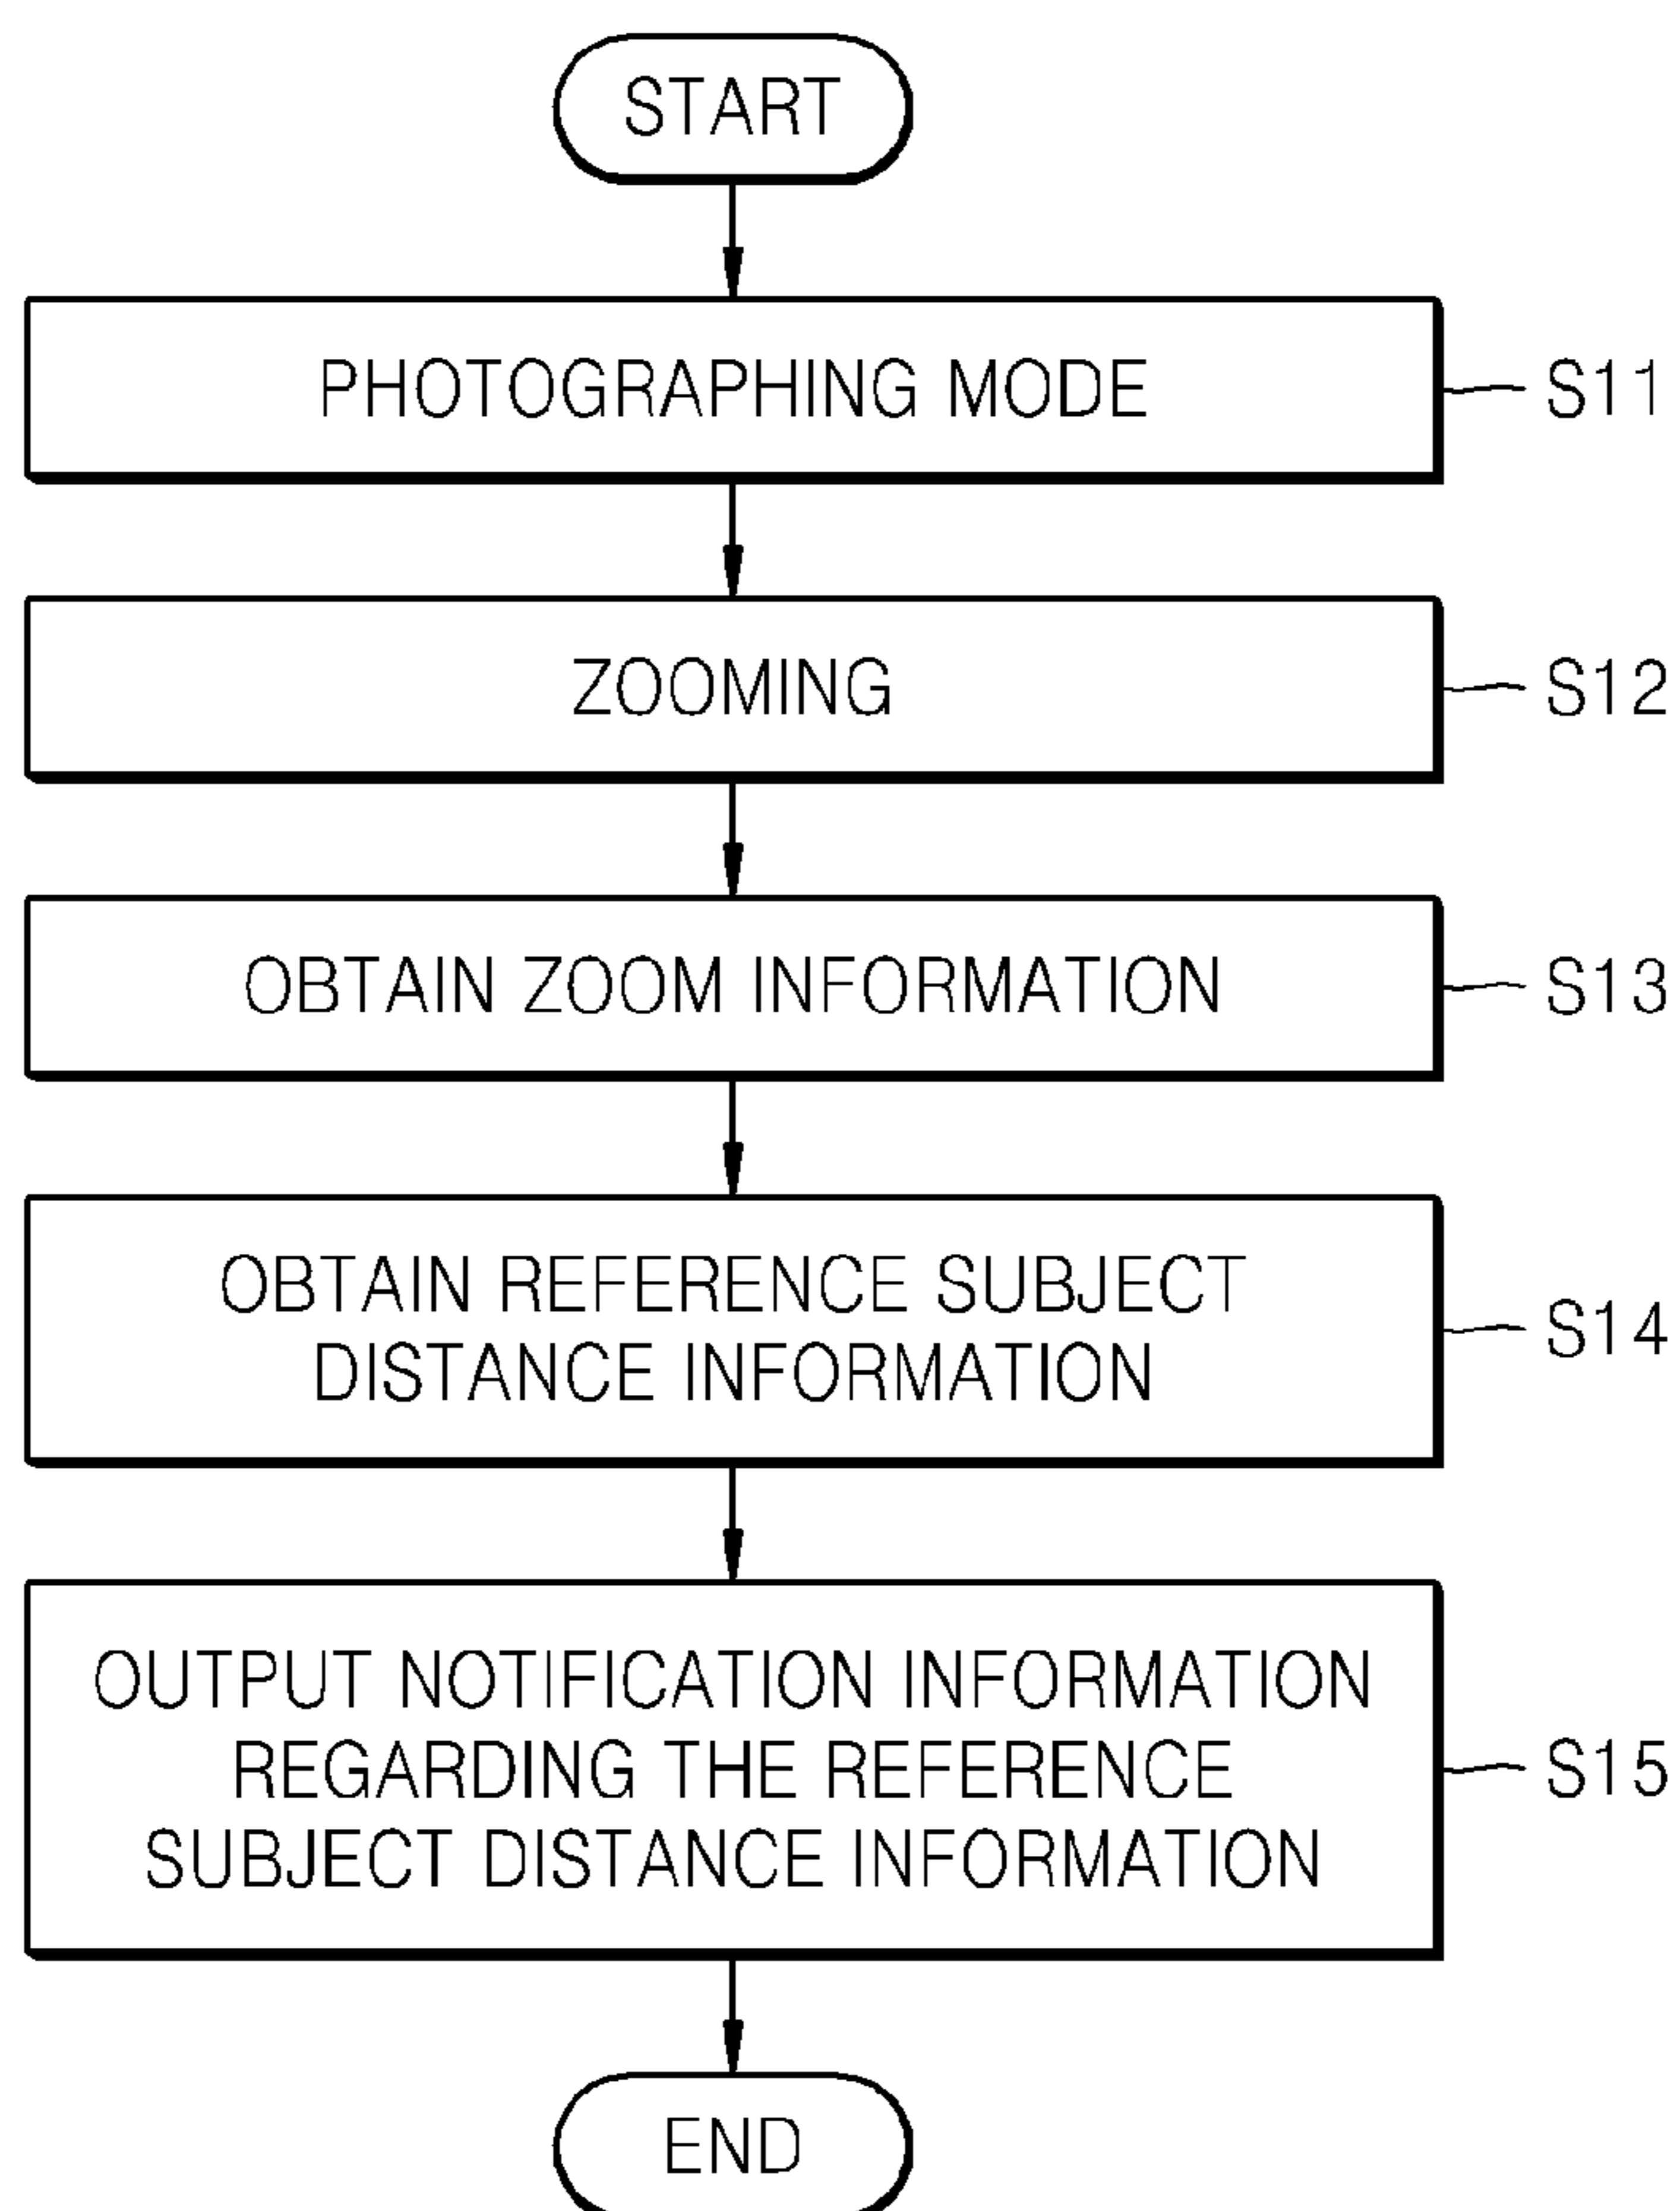 START
PHOTOGRAPHING MODE
S11
ZOOMING
S12
OBTAIN ZOOM INFORMATION
S13
OBTAIN REFERENCE SUBJECT
DISTANCE INFORMATION
S14
OUTPUT NOTIFICATION INFORMATION
REGARDING THE REFERENCE
SUBJECT DISTANCE INFORMATION
S15
END